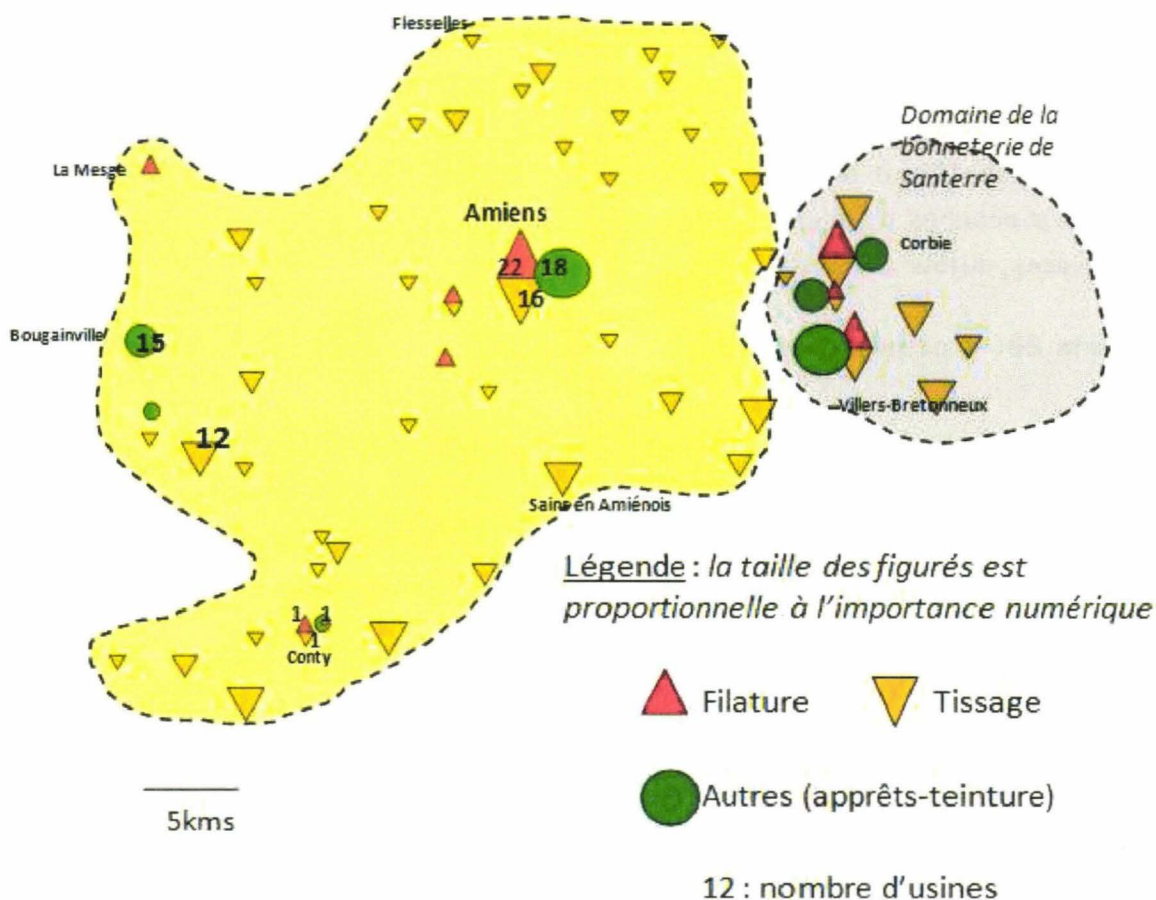 Flesselles
Domaine de la
bonneterie de
Santerre
La Mesge
Amiens
Corbie
22 18
16
Bougainville
15
Villers-Bretonneux
12
Sains en Amiénois
Légende : la taille des figurés est
proportionnelle à l'importance numérique
1 1
1
Conty
Filature Tissage
Autres (apprêts-teinture)
5kms
12 : nombre d'usines